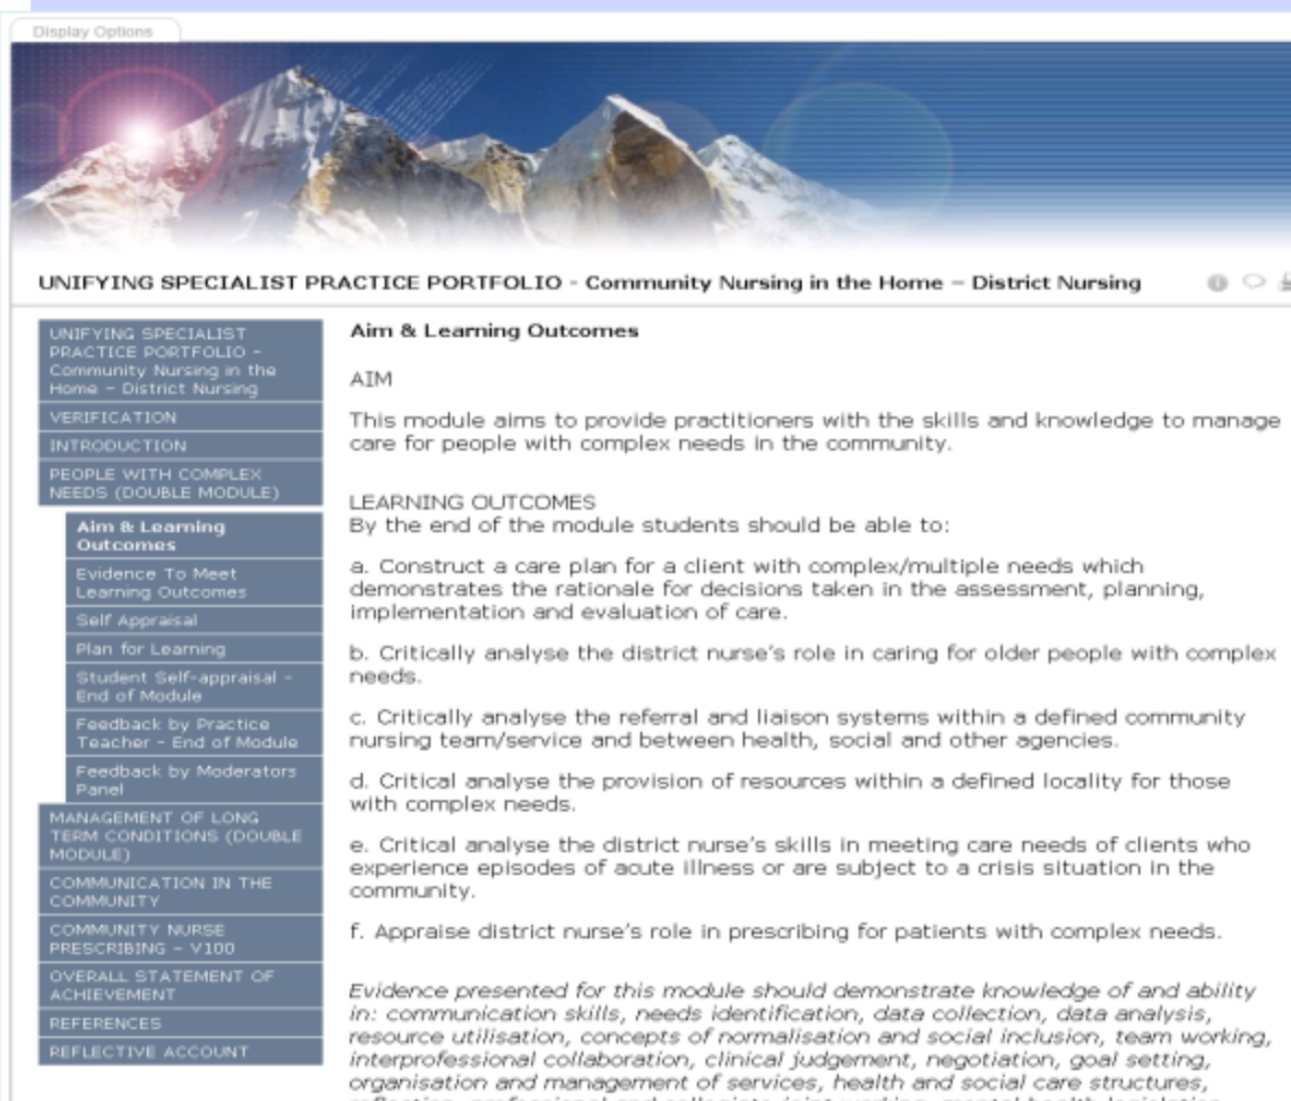 Display Options
UNIFYING SPECIALIST PRACTICE PORTFOLIO - Community Nursing in the Home – District Nursing
UNIFYING SPECIALIST
PRACTICE PORTFOLIO –
Community Nursing in the
Home – District Nursing
VERIFICATION
INTRODUCTION
PEOPLE WITH COMPLEX
NEEDS (DOUBLE MODULE)
Aim & Learning
Outcomes
Evidence To Meet
Learning Outcomes
Self Appraisal
Plan for Learning
Student Self-appraisal -
End of Module
Feedback by Practice
Teacher - End of Module
Feedback by Moderators
Panel
MANAGEMENT OF LONG
TERM CONDITIONS (DOUBLE
MODULE)
COMMUNICATION IN THE
COMMUNITY
COMMUNITY NURSE
PRESCRIBING – V100
OVERALL STATEMENT OF
ACHIEVEMENT
REFERENCES
REFLECTIVE ACCOUNT
Aim & Learning Outcomes
AIM
This module aims to provide practitioners with the skills and knowledge to manage
care for people with complex needs in the community.
LEARNING OUTCOMES
By the end of the module students should be able to:
a. Construct a care plan for a client with complex/multiple needs which
demonstrates the rationale for decisions taken in the assessment, planning,
implementation and evaluation of care.
b. Critically analyse the district nurse's role in caring for older people with complex
needs.
c. Critically analyse the referral and liaison systems within a defined community
nursing team/service and between health, social and other agencies.
d. Critical analyse the provision of resources within a defined locality for those
with complex needs.
e. Critical analyse the district nurse's skills in meeting care needs of clients who
experience episodes of acute illness or are subject to a crisis situation in the
community.
f. Appraise district nurse's role in prescribing for patients with complex needs.
Evidence presented for this module should demonstrate knowledge of and ability
in: communication skills, needs identification, data collection, data analysis,
resource utilisation, concepts of normalisation and social inclusion, team working,
interprofessional collaboration, clinical judgement, negotiation, goal setting,
organisation and management of services, health and social care structures,